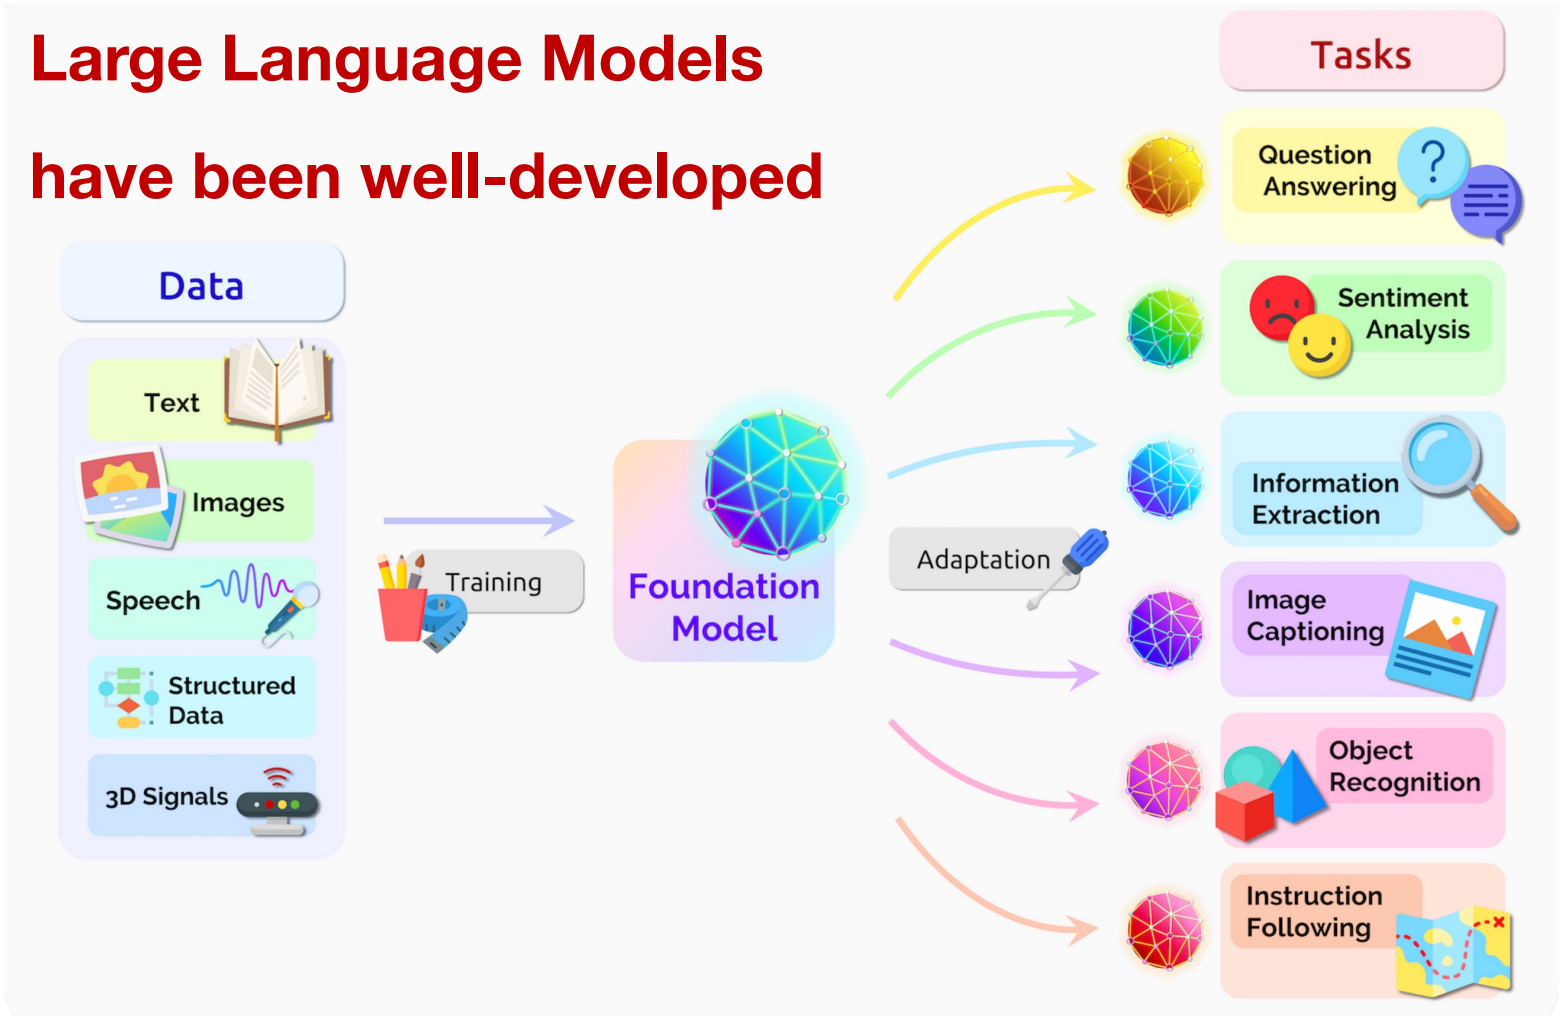 Large Language Models
have been well-developed
Data
Text
Images
Speech
Structured
Data
3D Signals
Training
Foundation
Model
Adaptation
Tasks
Question
Answering
?
Sentiment
Analysis
Information
Extraction
Image
Captioning
Object
Recognition
Instruction
Following